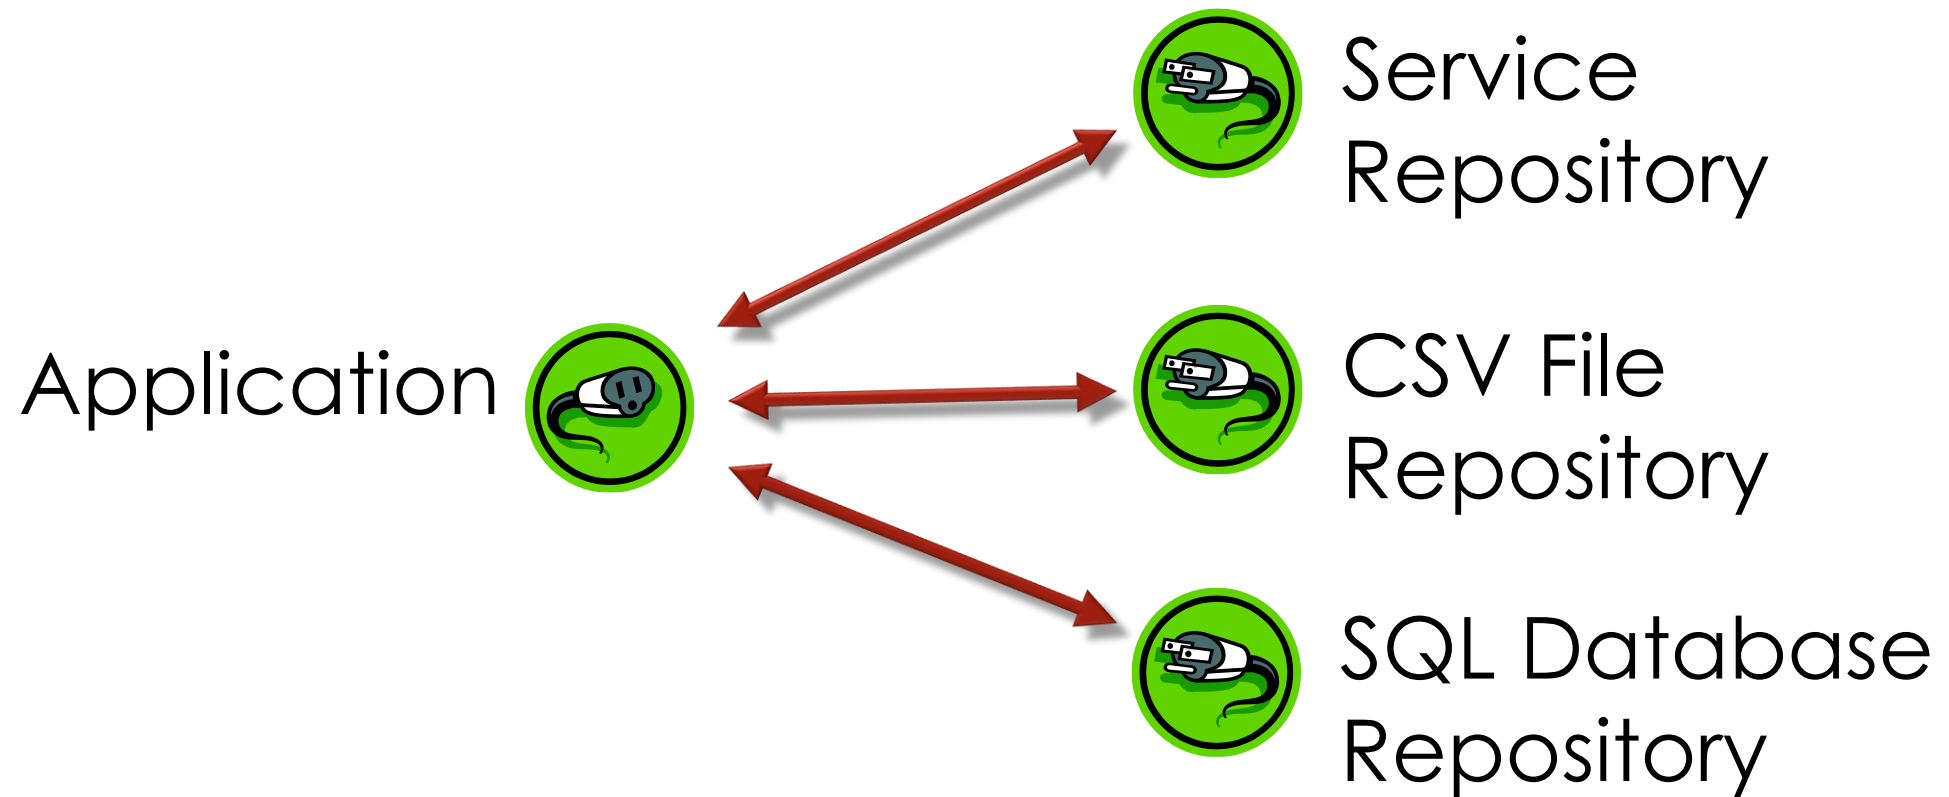 Application
Service
Repository
CSV File
Repository
SQL Database
Repository